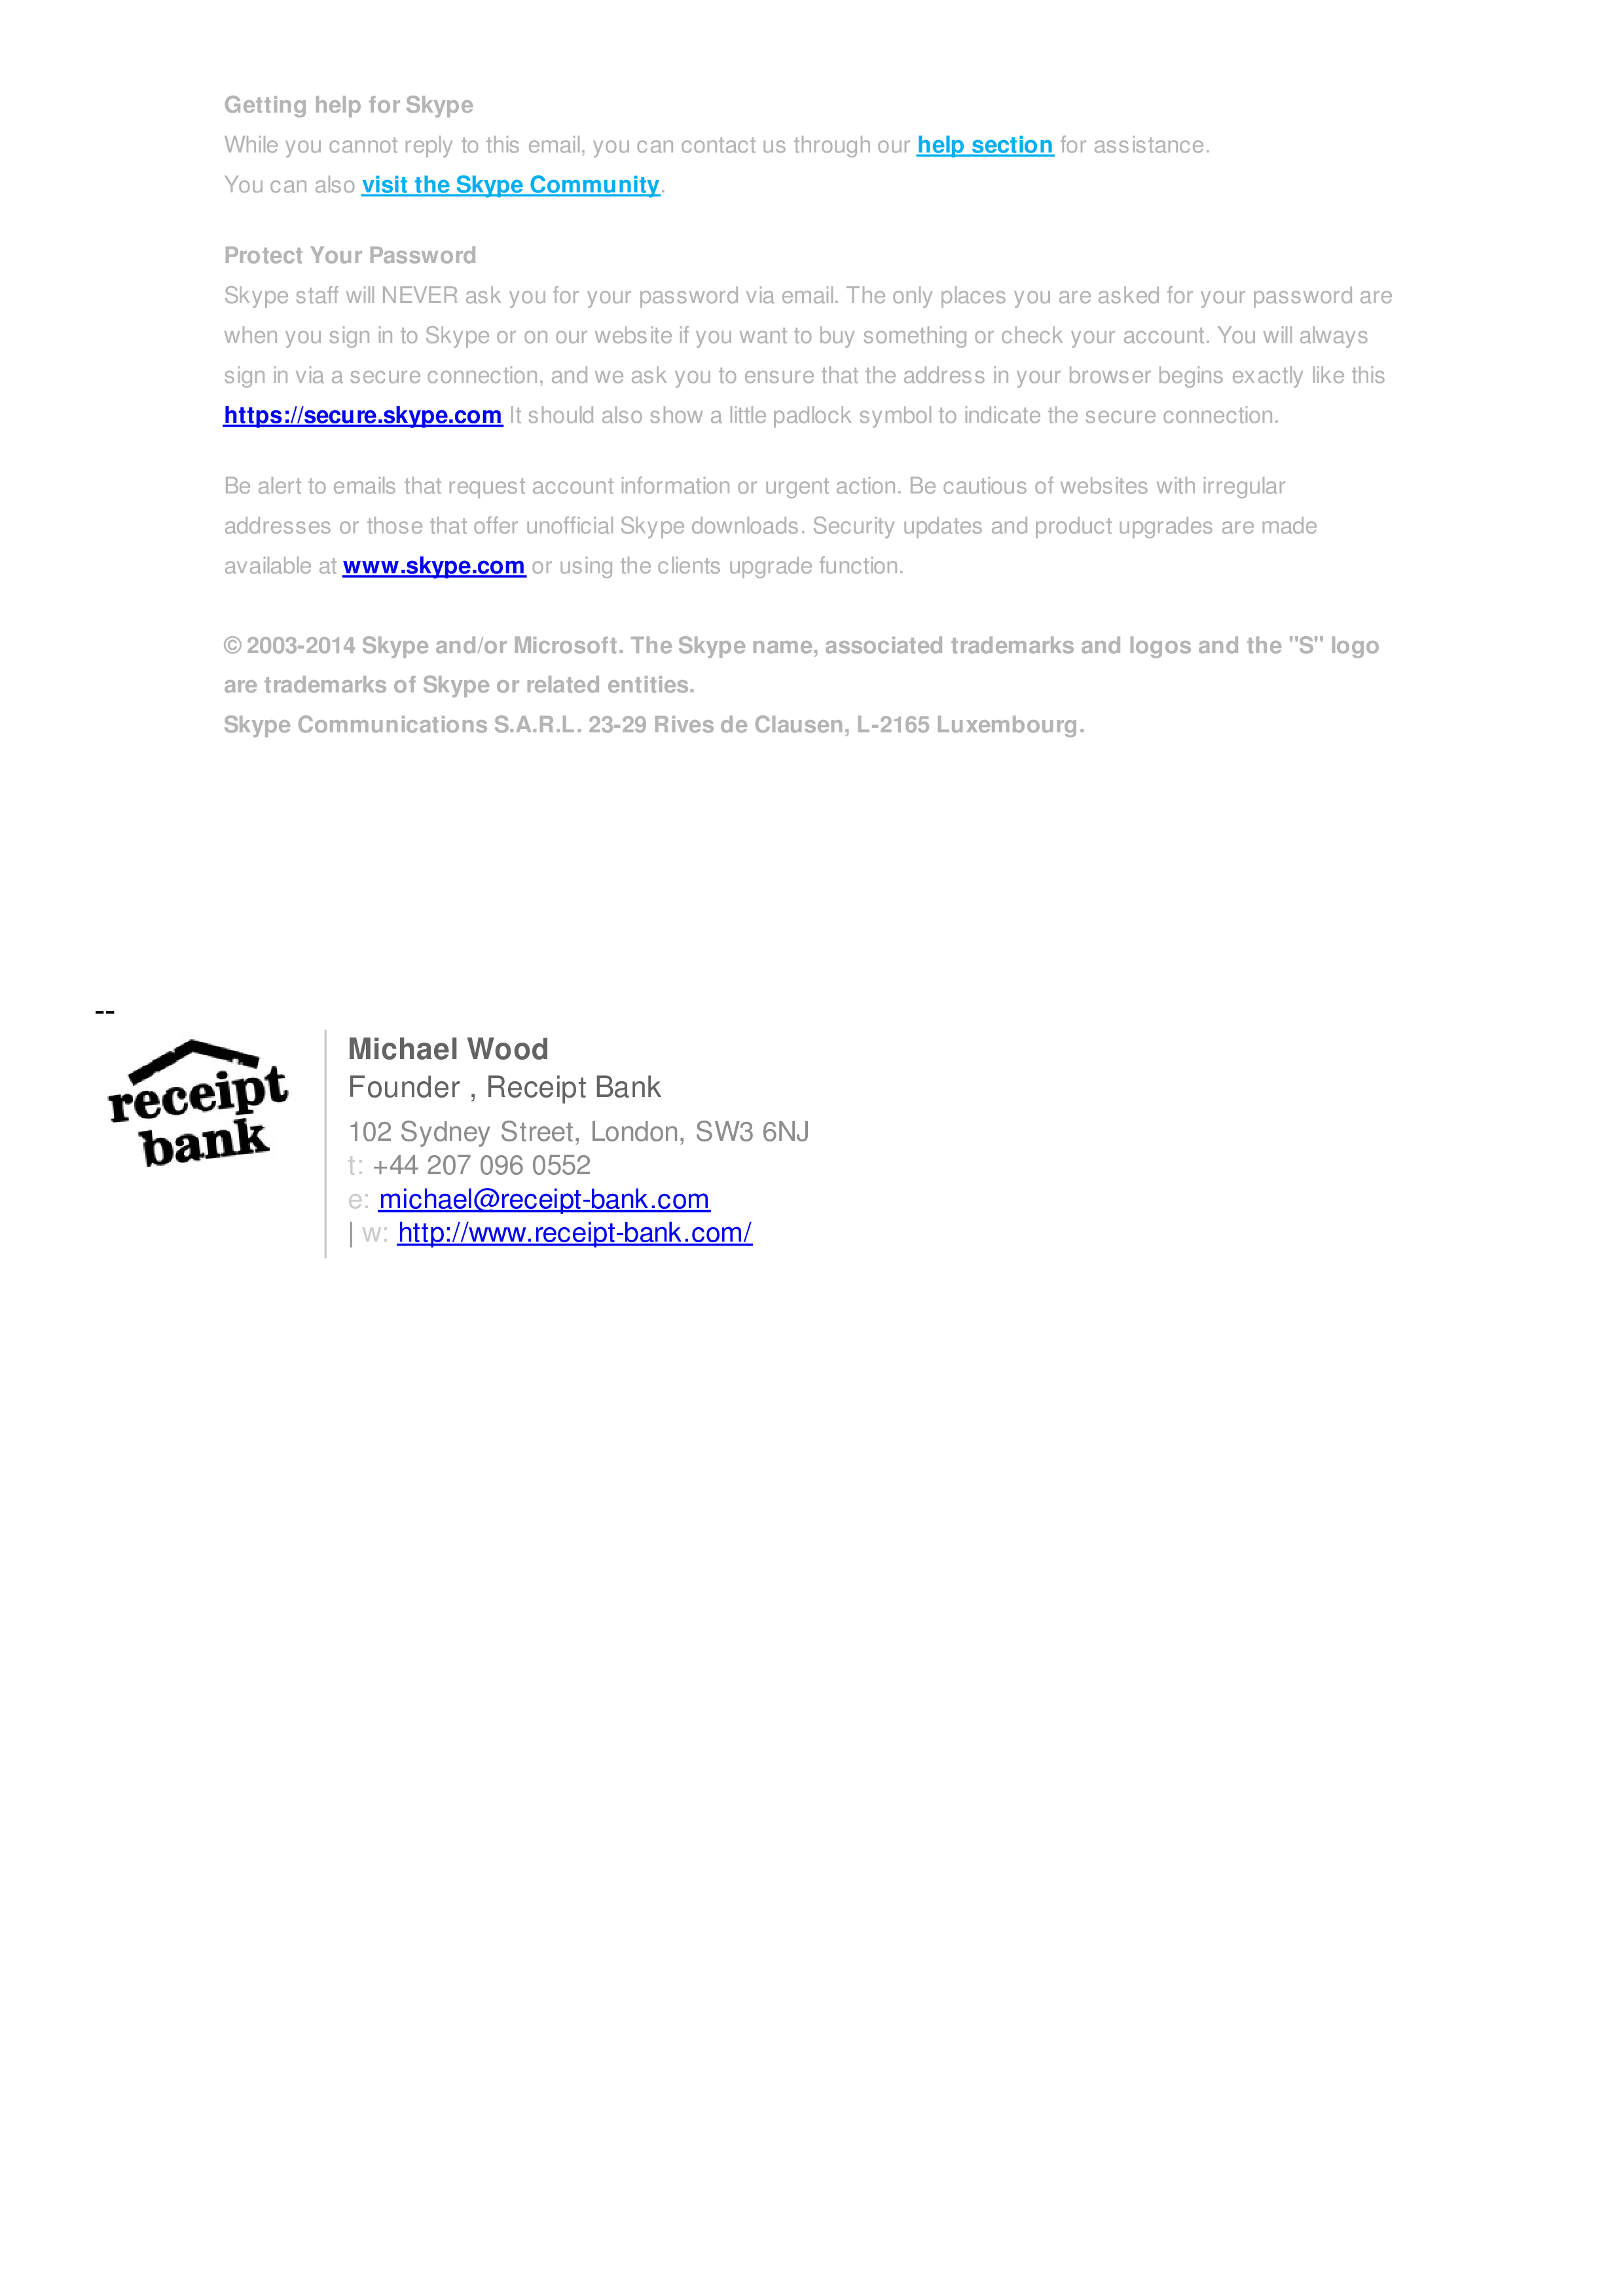 Getting help for Skype
While you cannot reply to this email, you can contact us through our help section for assistance.
You can also visit the Skype Community.
Protect Your Password
Skype staff will NEVER ask you for your password via email. The only places you are asked for your password are
when you sign in to Skype or on our website if you want to buy something or check your account. You will always
sign in via a secure connection, and we ask you to ensure that the address in your browser begins exactly like this
https://secure.skype.com It should also show a little padlock symbol to indicate the secure connection.
Be alert to emails that request account information or urgent action. Be cautious of websites with irregular
addresses or those that offer unofficial Skype downloads. Security updates and product upgrades are made
available at www.skype.com or using the clients upgrade function.
© 2003-2014 Skype and/or Microsoft. The Skype name, associated trademarks and logos and the "S" logo
are trademarks of Skype or related entities.
Skype Communications S.A.R.L. 23-29 Rives de Clausen, L-2165 Luxembourg.
--
receipt
bank
Michael Wood
Founder , Receipt Bank
102 Sydney Street, London, SW3 6NJ
t: +44 207 096 0552
e: michael@receipt-bank.com
| w: http://www.receipt-bank.com/